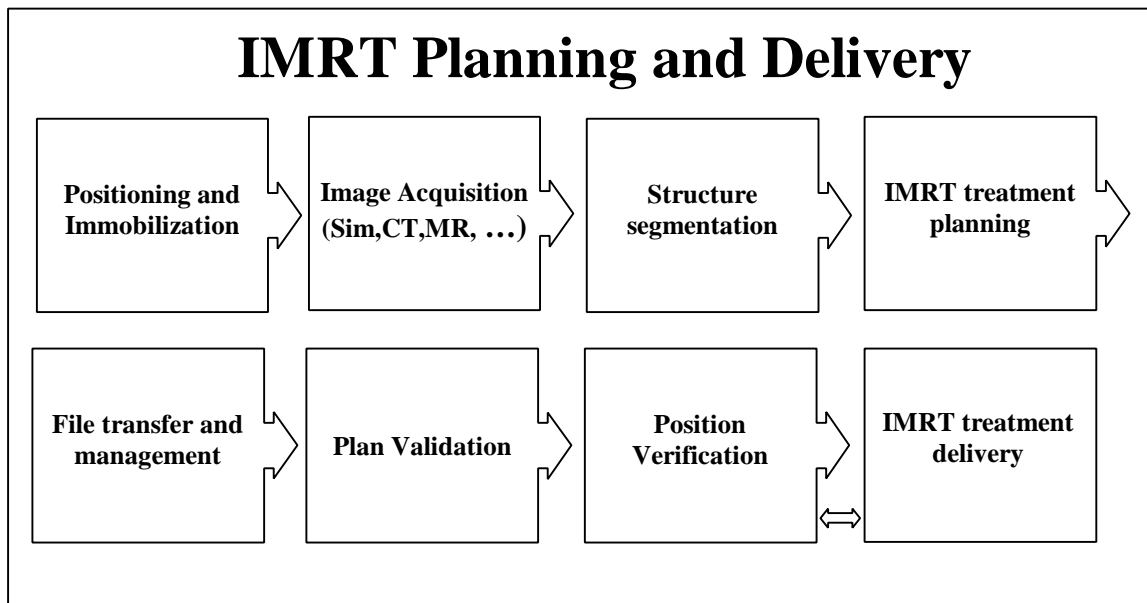 IMRT Planning and Delivery
Positioning and
Immobilization
Image Acquisition
(Sim,CT,MR, ...)
Structure
segmentation
IMRT treatment
planning
File transfer and
management
Plan Validation
Position
Verification
IMRT treatment
delivery